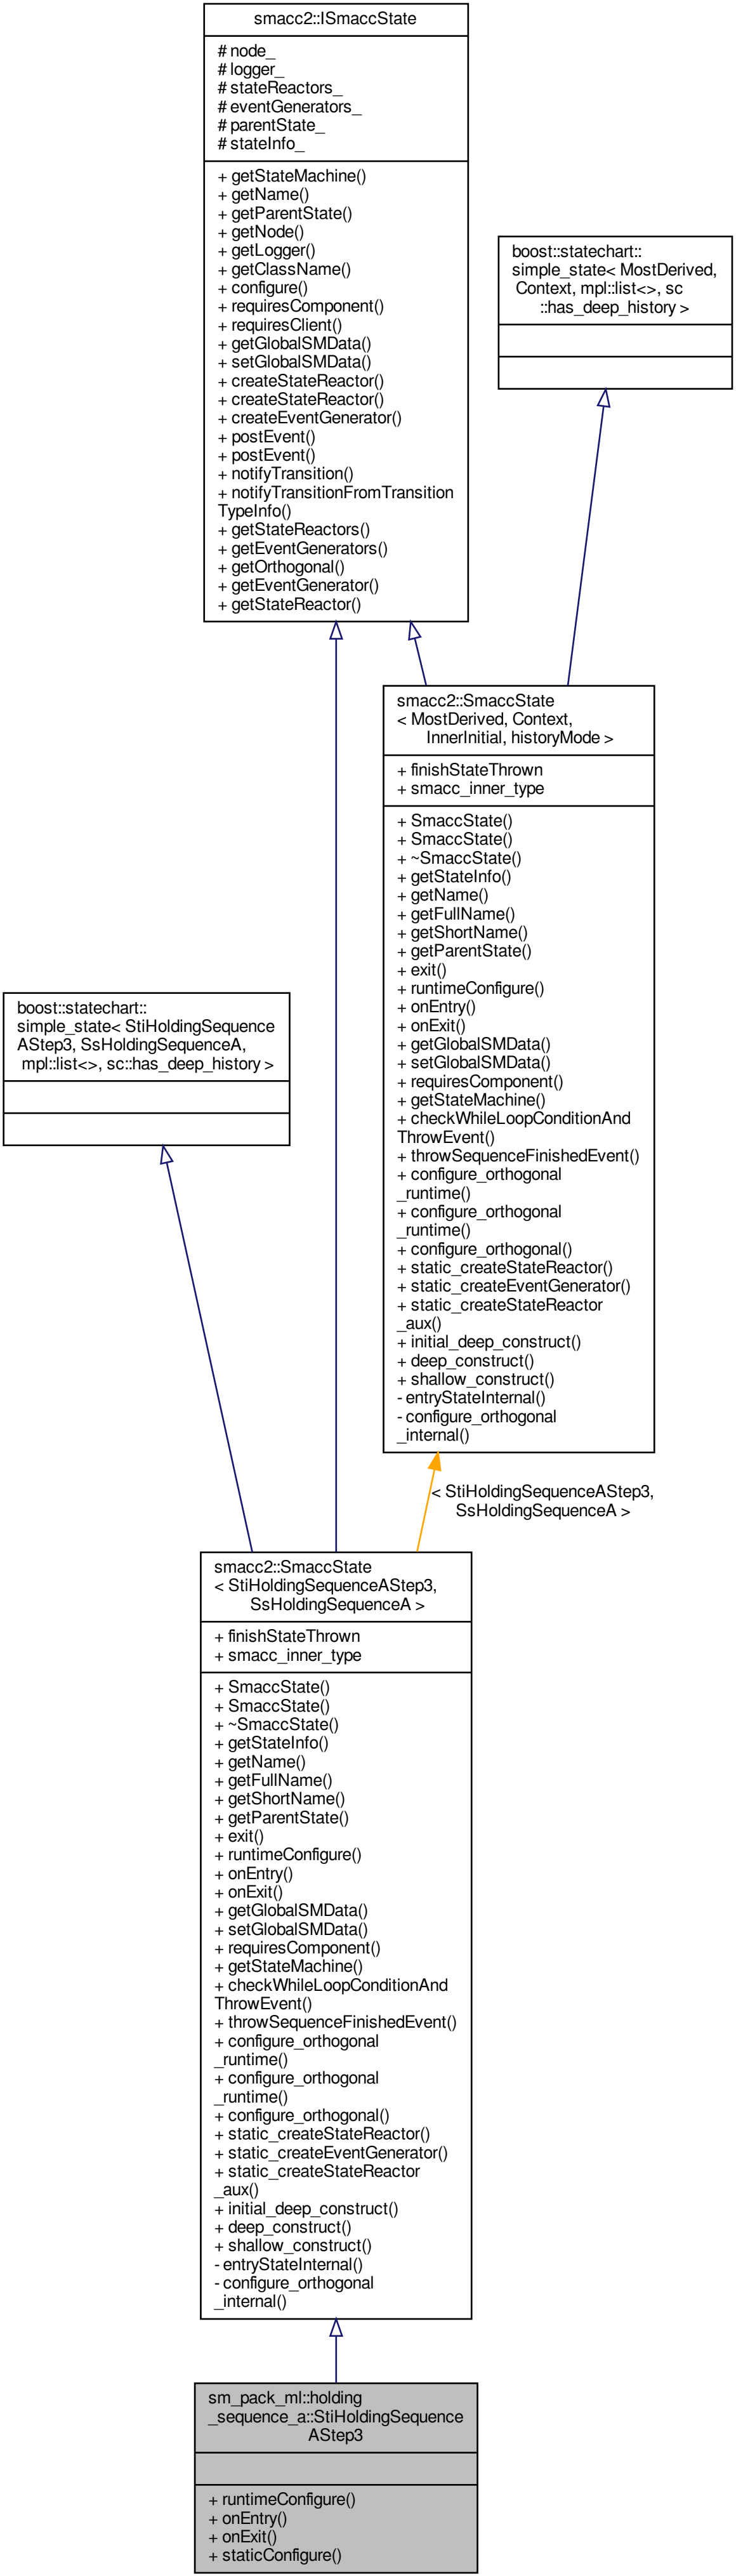 smacc2::ISmaccState
# node_
# logger_
# stateReactors_
# eventGenerators_
# parentState_
# stateInfo_
+ getStateMachine()
+ getName()
+ getParentState()
+ getNode()
+ getLogger()
+ getClassName()
+ configure()
+ requiresComponent()
+ requiresClient()
+ getGlobalSMData()
+ setGlobalSMData()
+ createStateReactor()
+ createStateReactor()
+ createEventGenerator()
+ postEvent()
+ postEvent()
+ notifyTransition()
+ notifyTransitionFromTransition
TypeInfo()
+ getStateReactors()
+ getEventGenerators()
+ getOrthogonal()
+ getEventGenerator()
+ getStateReactor()
boost::statechart::
simple_state< MostDerived,
Context, mpl::list<>, sc
::has_deep_history >
smacc2::SmaccState
< MostDerived, Context,
InnerInitial, historyMode >
+ finishStateThrown
+ smacc_inner_type
+ SmaccState()
+ SmaccState()
+ ~SmaccState()
+ getStateInfo()
+ getName()
+ getFullName()
+ getShortName()
+ getParentState()
+ exit()
+ runtimeConfigure()
+ onEntry()
+ onExit()
+ getGlobalSMData()
+ setGlobalSMData()
+ requiresComponent()
+ getStateMachine()
+ checkWhileLoopConditionAnd
ThrowEvent()
+ throwSequenceFinishedEvent()
+ configure_orthogonal
_runtime()
+ configure_orthogonal
_runtime()
+ configure_orthogonal()
+ static_createStateReactor()
+ static_createEventGenerator()
+ static_createStateReactor
_aux()
+ initial_deep_construct()
+ deep_construct()
+ shallow_construct()
- entryStateInternal()
- configure_orthogonal
_internal()
boost::statechart::
simple_state< StiHoldingSequence
AStep3, SsHoldingSequenceA,
mpl::list<>, sc::has_deep_history >
< StiHoldingSequenceAStep3,
SsHoldingSequenceA >
smacc2::SmaccState
< StiHoldingSequenceAStep3,
SsHoldingSequenceA >
+ finishStateThrown
+ smacc_inner_type
+ SmaccState()
+ SmaccState()
+ ~SmaccState()
+ getStateInfo()
+ getName()
+ getFullName()
+ getShortName()
+ getParentState()
+ exit()
+ runtimeConfigure()
+ onEntry()
+ onExit()
+ getGlobalSMData()
+ setGlobalSMData()
+ requiresComponent()
+ getStateMachine()
+ checkWhileLoopConditionAnd
ThrowEvent()
+ throwSequenceFinishedEvent()
+ configure_orthogonal
_runtime()
+ configure_orthogonal
_runtime()
+ configure_orthogonal()
+ static_createStateReactor()
+ static_createEventGenerator()
+ static_createStateReactor
_aux()
+ initial_deep_construct()
+ deep_construct()
+ shallow_construct()
- entryStateInternal()
- configure_orthogonal
_internal()
sm_pack_ml::holding
_sequence_a::StiHoldingSequence
AStep3
+ runtimeConfigure()
+ onEntry()
+ onExit()
+ staticConfigure()